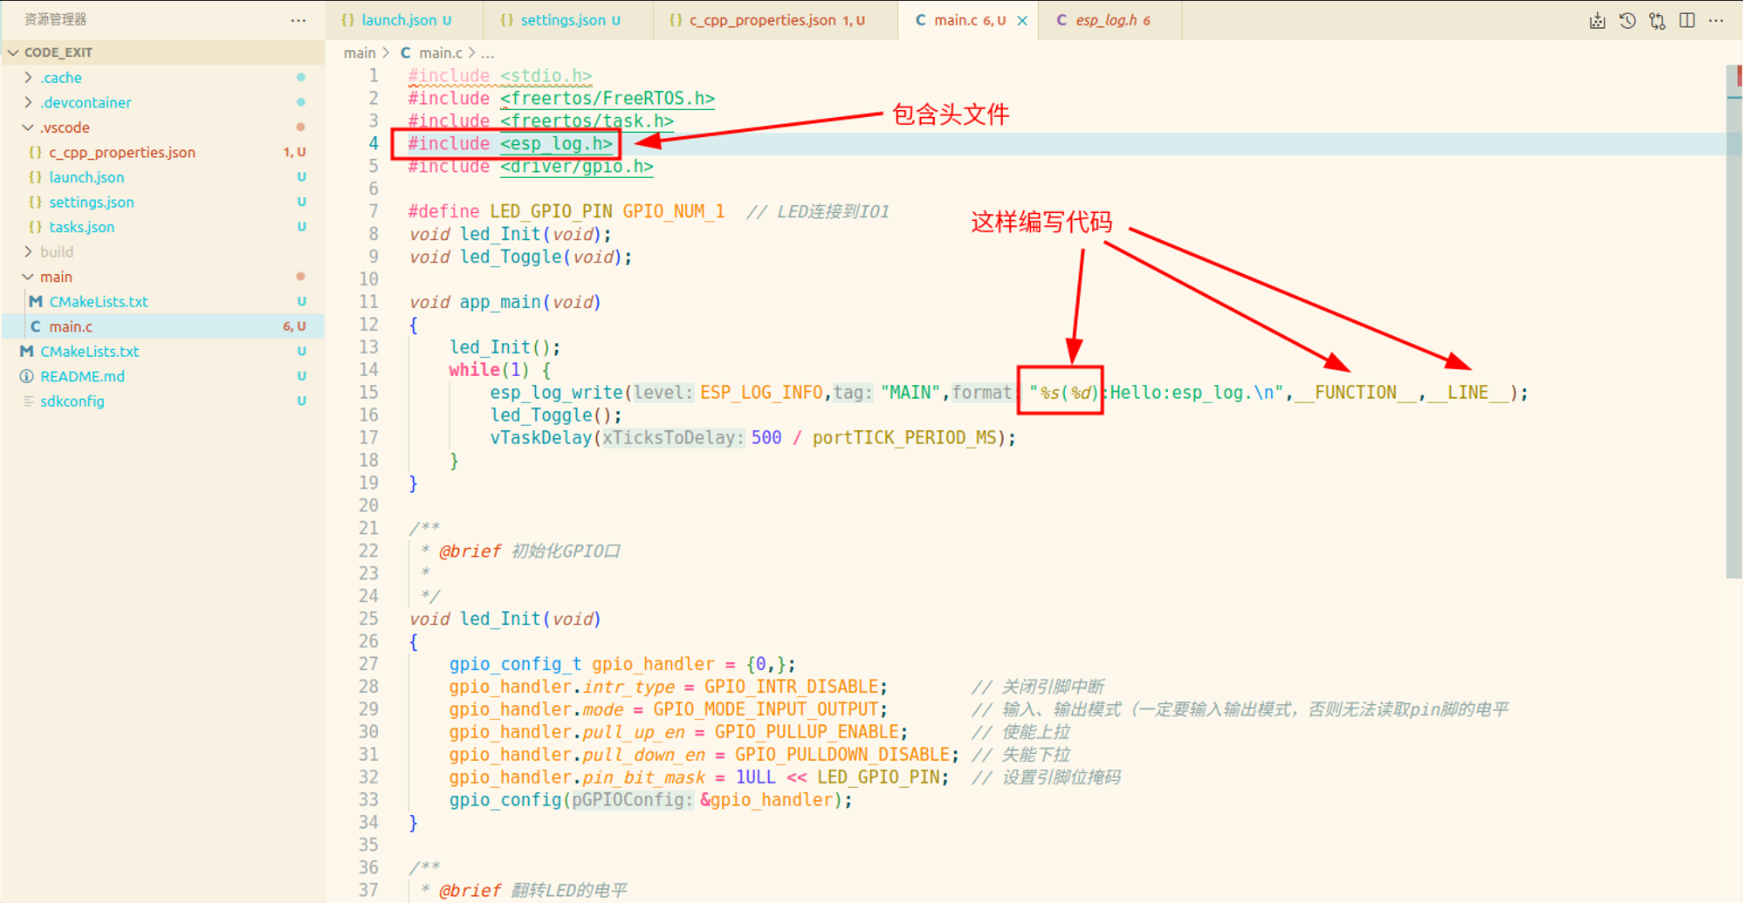 资源管理器
launch.json U
settings.json U
c_cpp_properties.json 1, U
C main.c 6, U
C esp_log.h 6
CODE_EXIT
.cache
.devcontainer
.vscode
{} c_cpp_properties.json 1, U
{} launch.json U
{} settings.json U
{} tasks.json U
build
main
M CMakeLists.txt U
C main.c 6, U
M CMakeLists.txt U
README.md U
sdkconfig U
main > C main.c > ...
1 #include <stdio.h>
2 #include <freertos/FreeRTOS.h>
3 #include <freertos/task.h>
4 #include <esp_log.h>
5 #include <driver/gpio.h>
6
7 #define LED_GPIO_PIN GPIO_NUM_1 // LED连接到IO1
8 void led_Init(void);
9 void led_Toggle(void);
10
11 void app_main(void)
12 {
13 led_Init();
14 while(1) {
15 esp_log_write(level: ESP_LOG_INFO,tag: "MAIN",format: "%s(%d):Hello:esp_log.\n",__FUNCTION__,__LINE__);
16 led_Toggle();
17 vTaskDelay(xTicksToDelay: 500 / portTICK_PERIOD_MS);
18 }
19 }
20
21 /**
22 * @brief 初始化GPIO口
23 *
24 */
25 void led_Init(void)
26 {
27 gpio_config_t gpio_handler = {0,};
28 gpio_handler.intr_type = GPIO_INTR_DISABLE; // 关闭引脚中断
29 gpio_handler.mode = GPIO_MODE_INPUT_OUTPUT; // 输入、输出模式（一定要输入输出模式，否则无法读取pin脚的电平
30 gpio_handler.pull_up_en = GPIO_PULLUP_ENABLE; // 使能上拉
31 gpio_handler.pull_down_en = GPIO_PULLDOWN_DISABLE; // 失能下拉
32 gpio_handler.pin_bit_mask = 1ULL << LED_GPIO_PIN; // 设置引脚位掩码
33 gpio_config(pGPIOConfig: &gpio_handler);
34 }
35
36 /**
37 * @brief 翻转LED的电平
包含头文件
这样编写代码